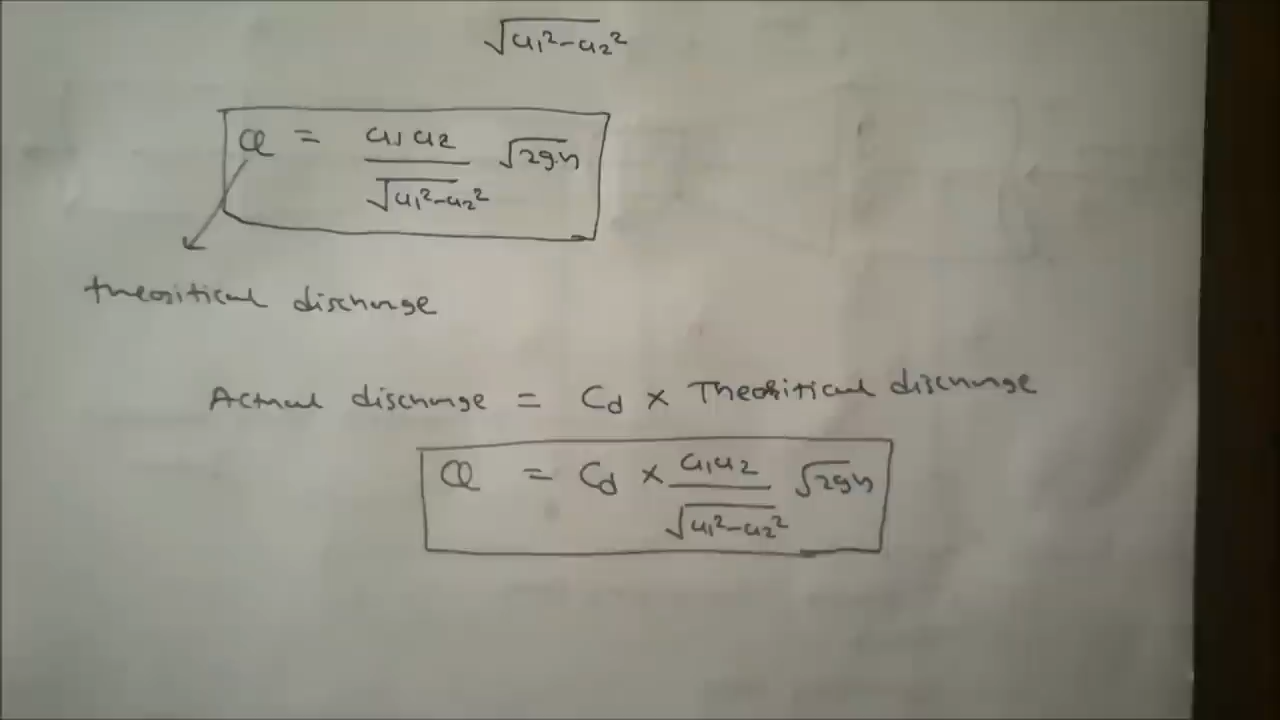 √a₁²-a₂²
Q = a₁a₂ / √a₁²-a₂² √2gh
theoritical discharge
Actual discharge = Cd × Theoritical discharge
Q = Cd × a₁a₂ / √a₁²-a₂² √2gh